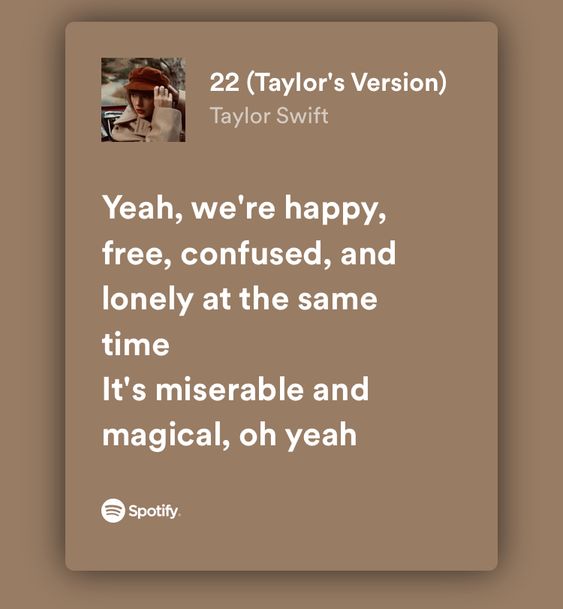 22 (Taylor's Version)
Taylor Swift
Yeah, we're happy,
free, confused, and
lonely at the same
time
It's miserable and
magical, oh yeah
Spotify